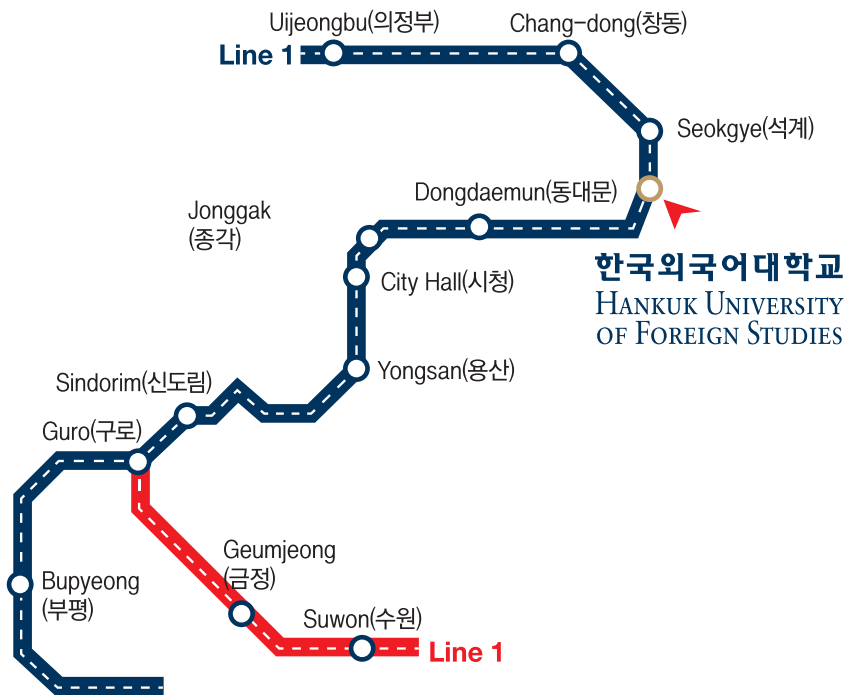 Uijeongbu(의정부)
Chang-dong(창동)
Line 1
Seokgye(석계)
Dongdaemun(동대문)
Jonggak
(종각)
한국외국어대학교
HANKUK UNIVERSITY
OF FOREIGN STUDIES
City Hall(시청)
Yongsan(용산)
Sindorim(신도림)
Guro(구로)
Geumjeong
(금정)
Bupyeong
(부평)
Suwon(수원)
Line 1